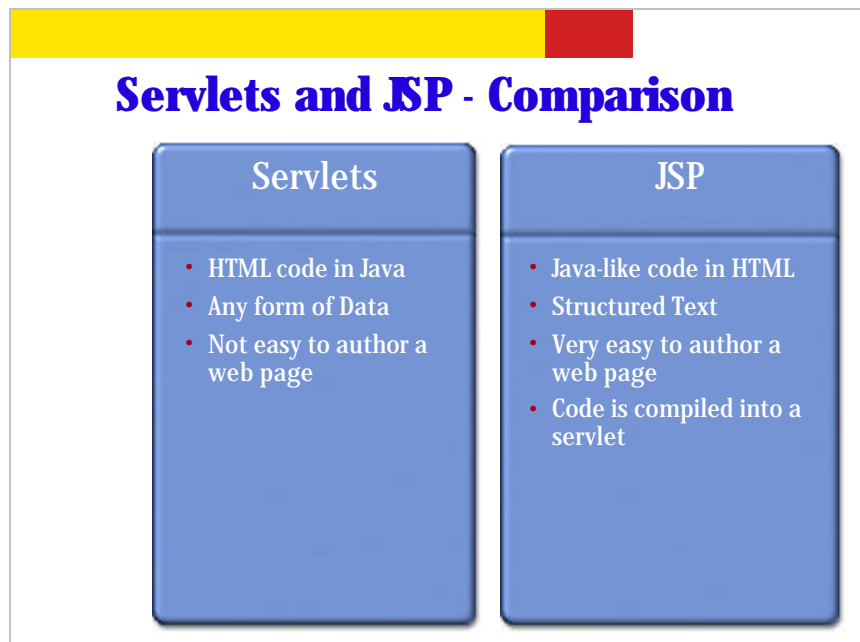 Servlets and JSP - Comparison
Servlets
• HTML code in Java
• Any form of Data
• Not easy to author a
web page
JSP
• Java-like code in HTML
• Structured Text
• Very easy to author a
web page
• Code is compiled into a
servlet